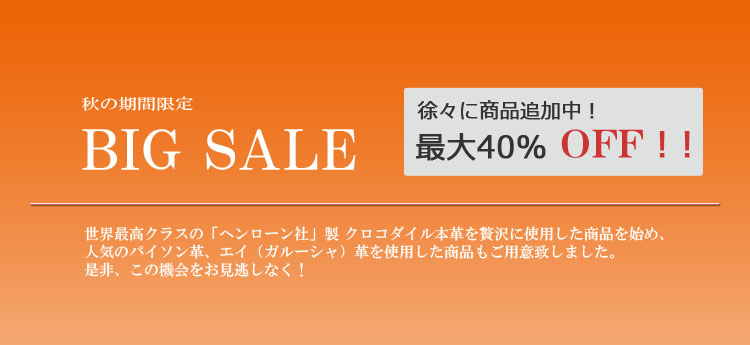 秋の期間限定
BIG SALE
徐々に商品追加中！
最大40% OFF！！
世界最高クラスの「ヘンローン社」製 クロコダイル本革を贅沢に使用した商品を始め、
人気のパイソン革、エイ（ガルーシャ）革を使用した商品もご用意致しました。
是非、この機会をお見逃しなく！